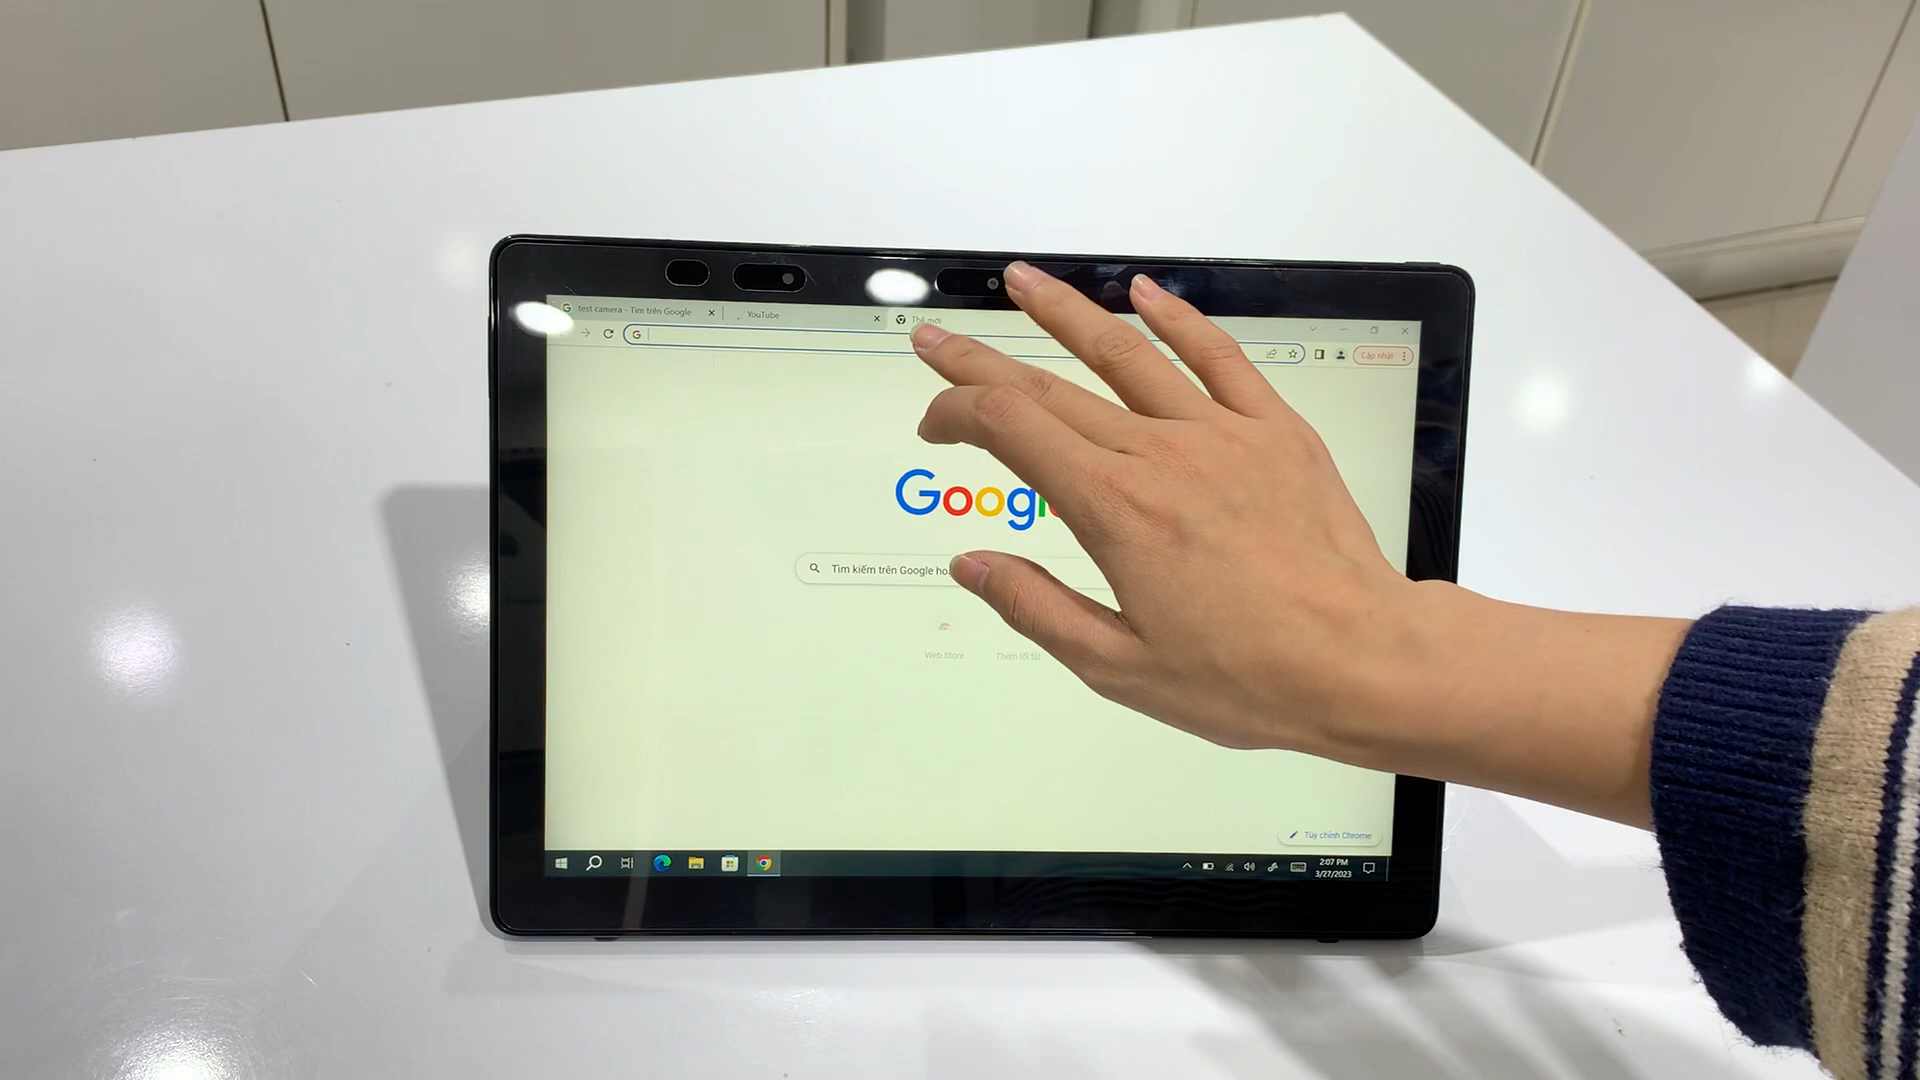 test camera - Tìm trên Google
YouTube
Thẻ mới
Cập nhật
Google
Tìm kiếm trên Google
Web Store
Thêm lối tắt
Tùy chỉnh Chrome
2:07 PM
3/27/2023